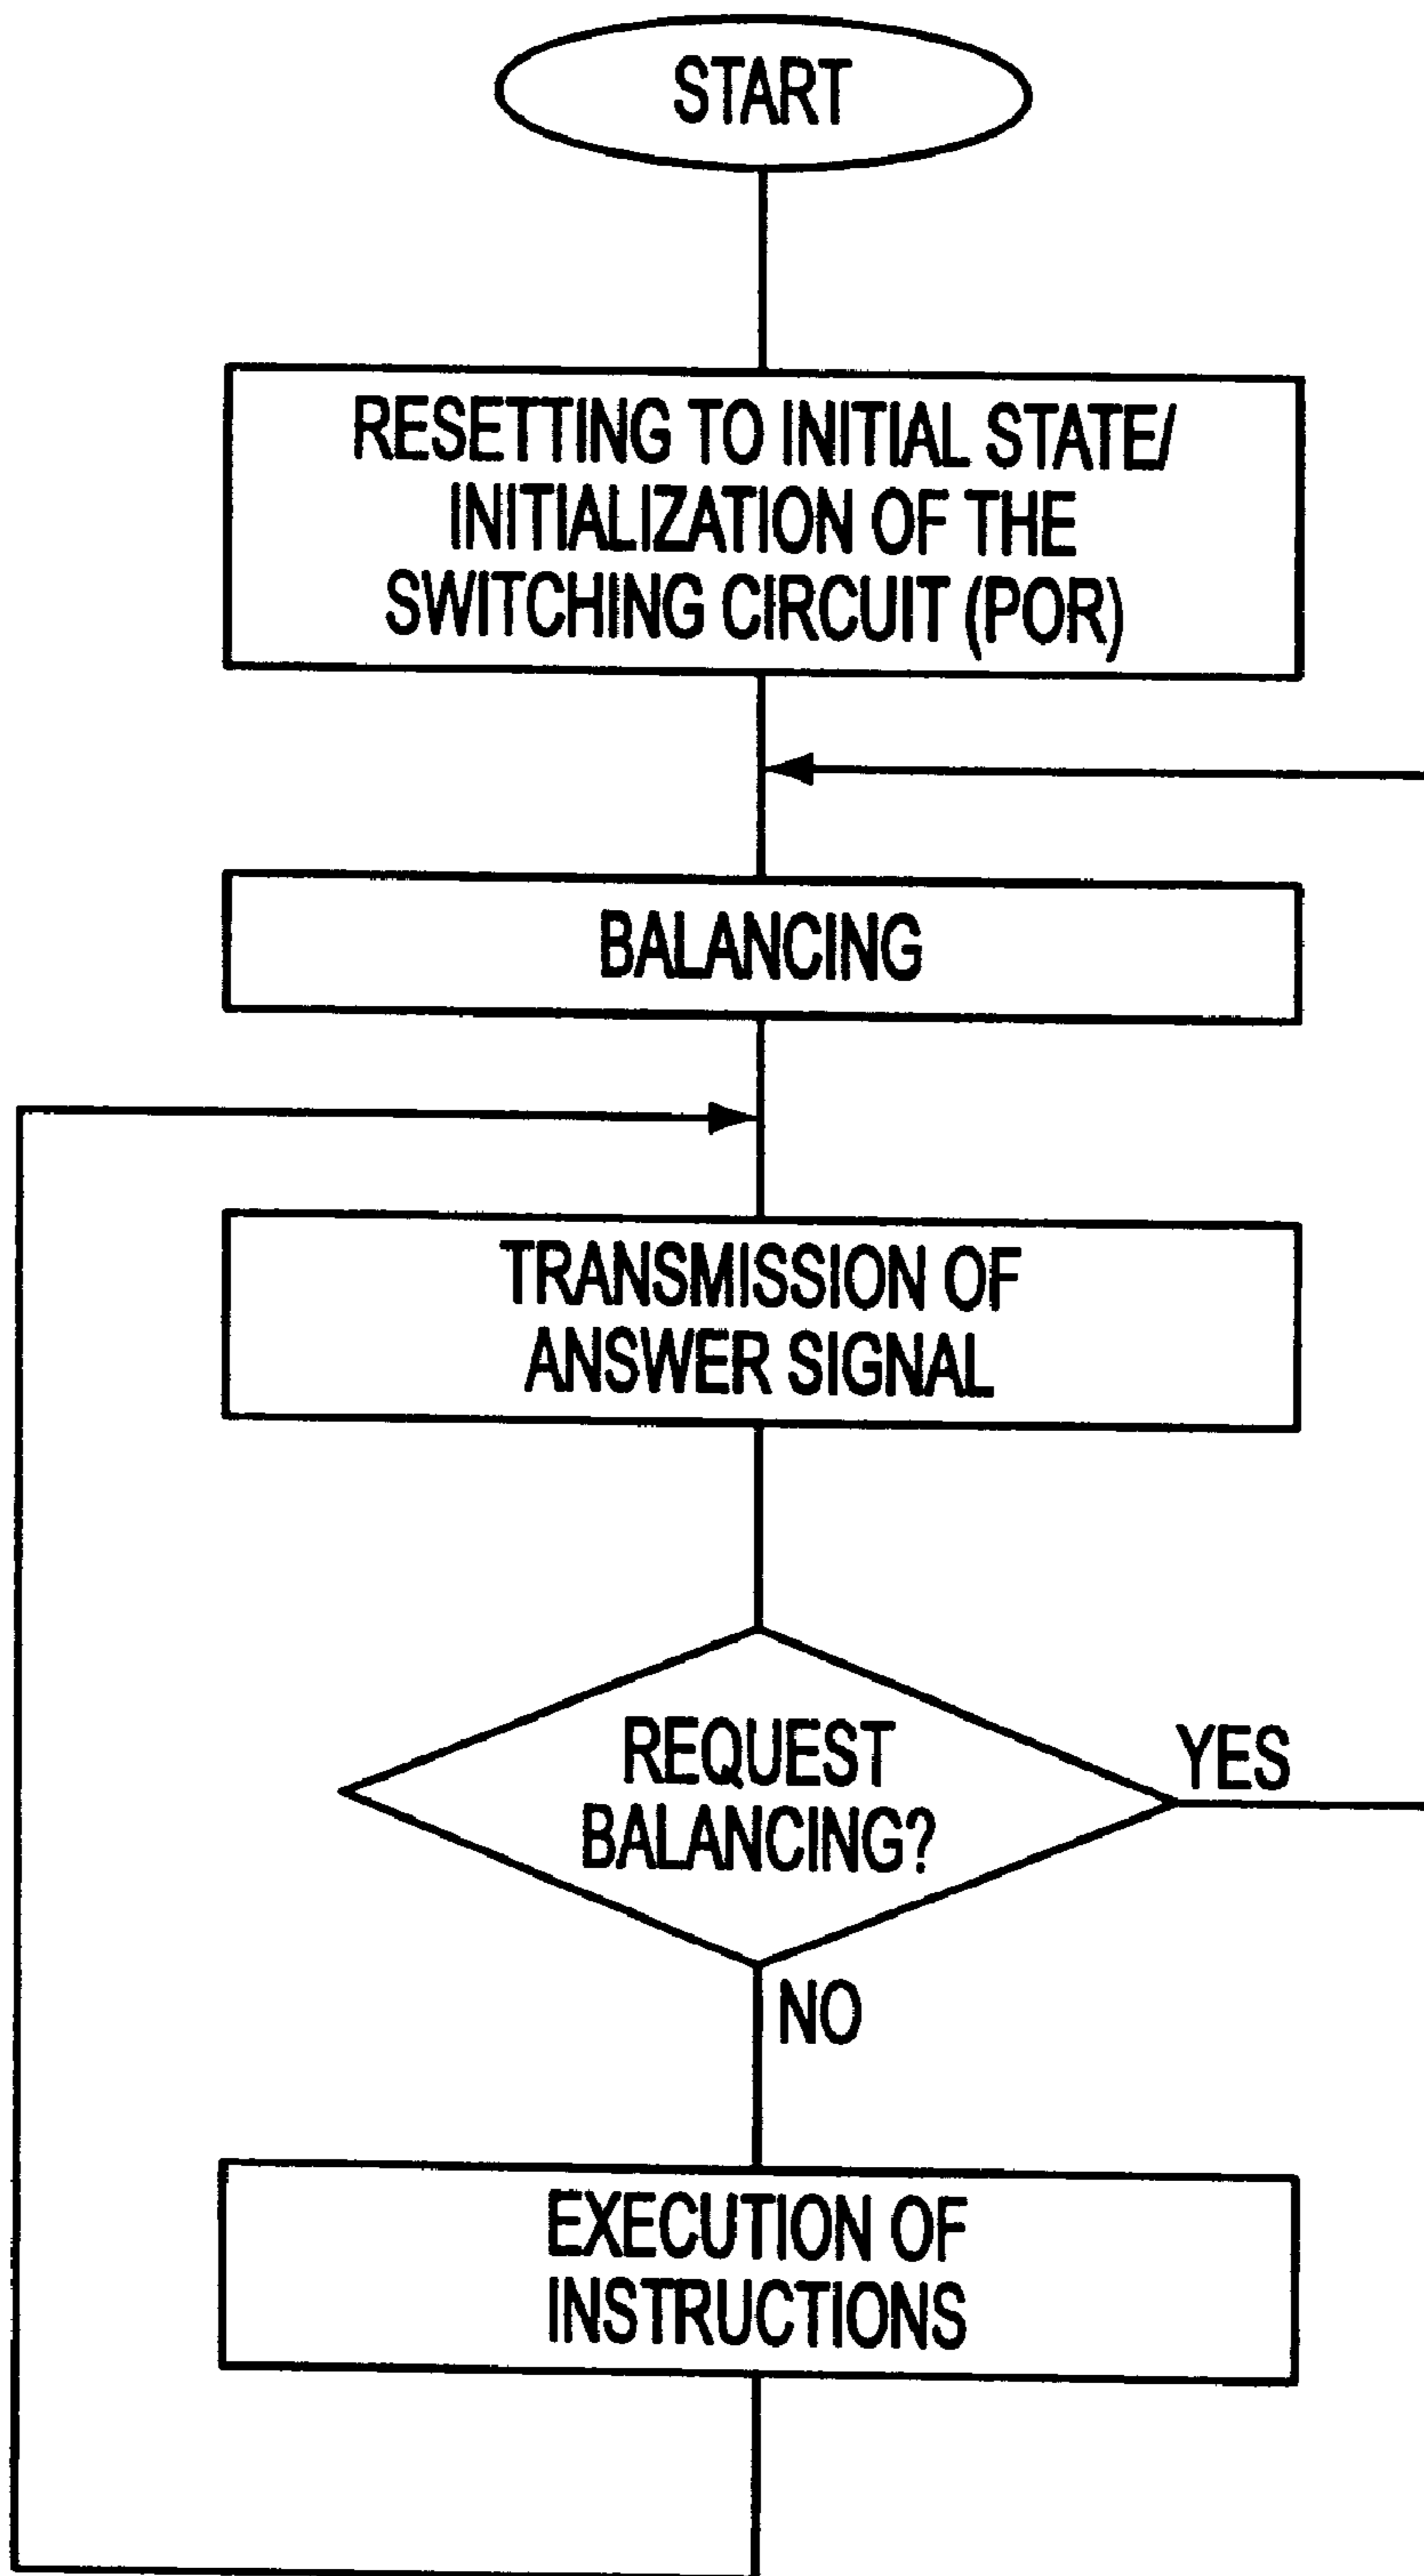 START
RESETTING TO INITIAL STATE/
INITIALIZATION OF THE
SWITCHING CIRCUIT (POR)
BALANCING
TRANSMISSION OF
ANSWER SIGNAL
REQUEST
BALANCING?
YES
NO
EXECUTION OF
INSTRUCTIONS